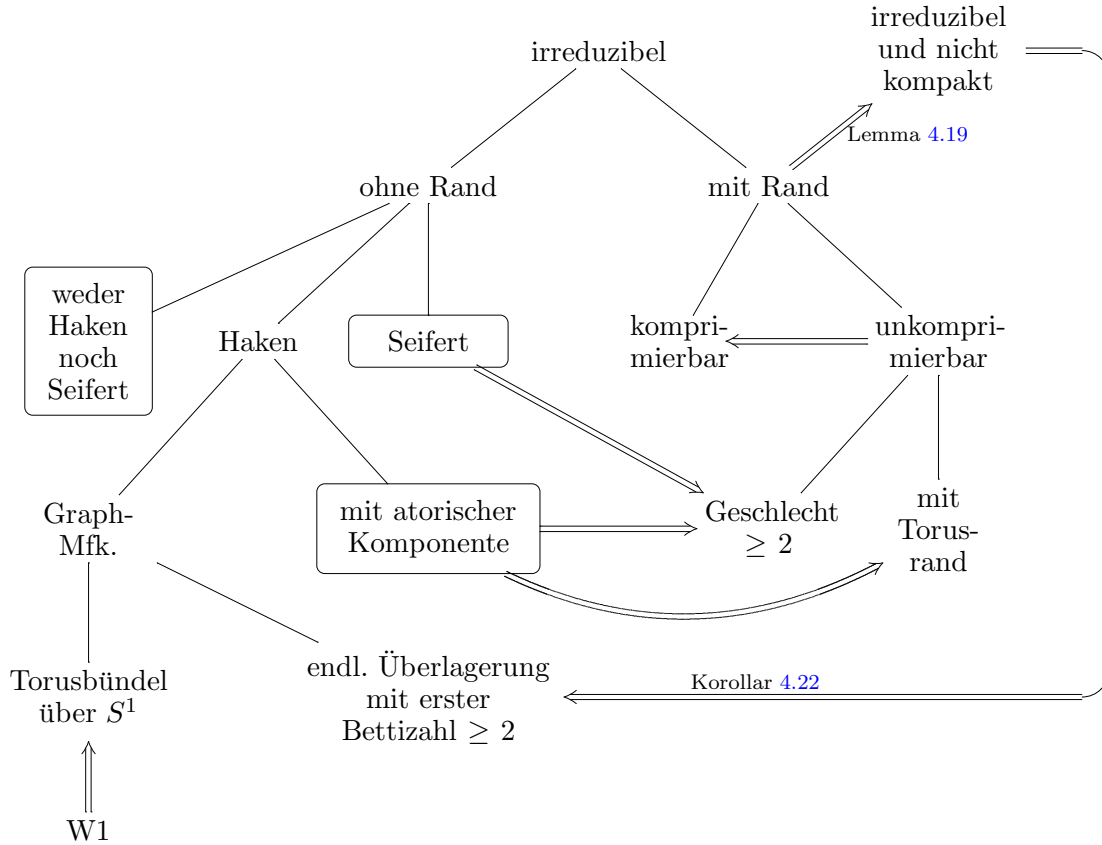 irreduzibel
irreduzibel
und nicht
kompakt
Lemma 4.19
ohne Rand
mit Rand
weder
Haken
noch
Seifert
Haken
Seifert
kompri-
mierbar
unkompri-
mierbar
Graph-
Mfk.
mit atorischer
Komponente
Geschlecht
≥ 2
mit
Torus-
rand
Torusbündel
über S¹
endl. Überlagerung
mit erster
Bettizahl ≥ 2
Korollar 4.22
W1